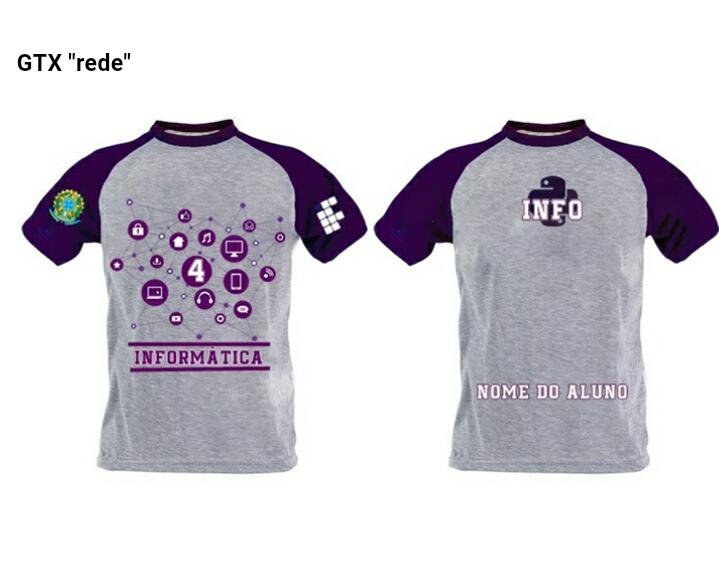 GTX "rede"
4
INFORMÁTICA
INFO
NOME DO ALUNO